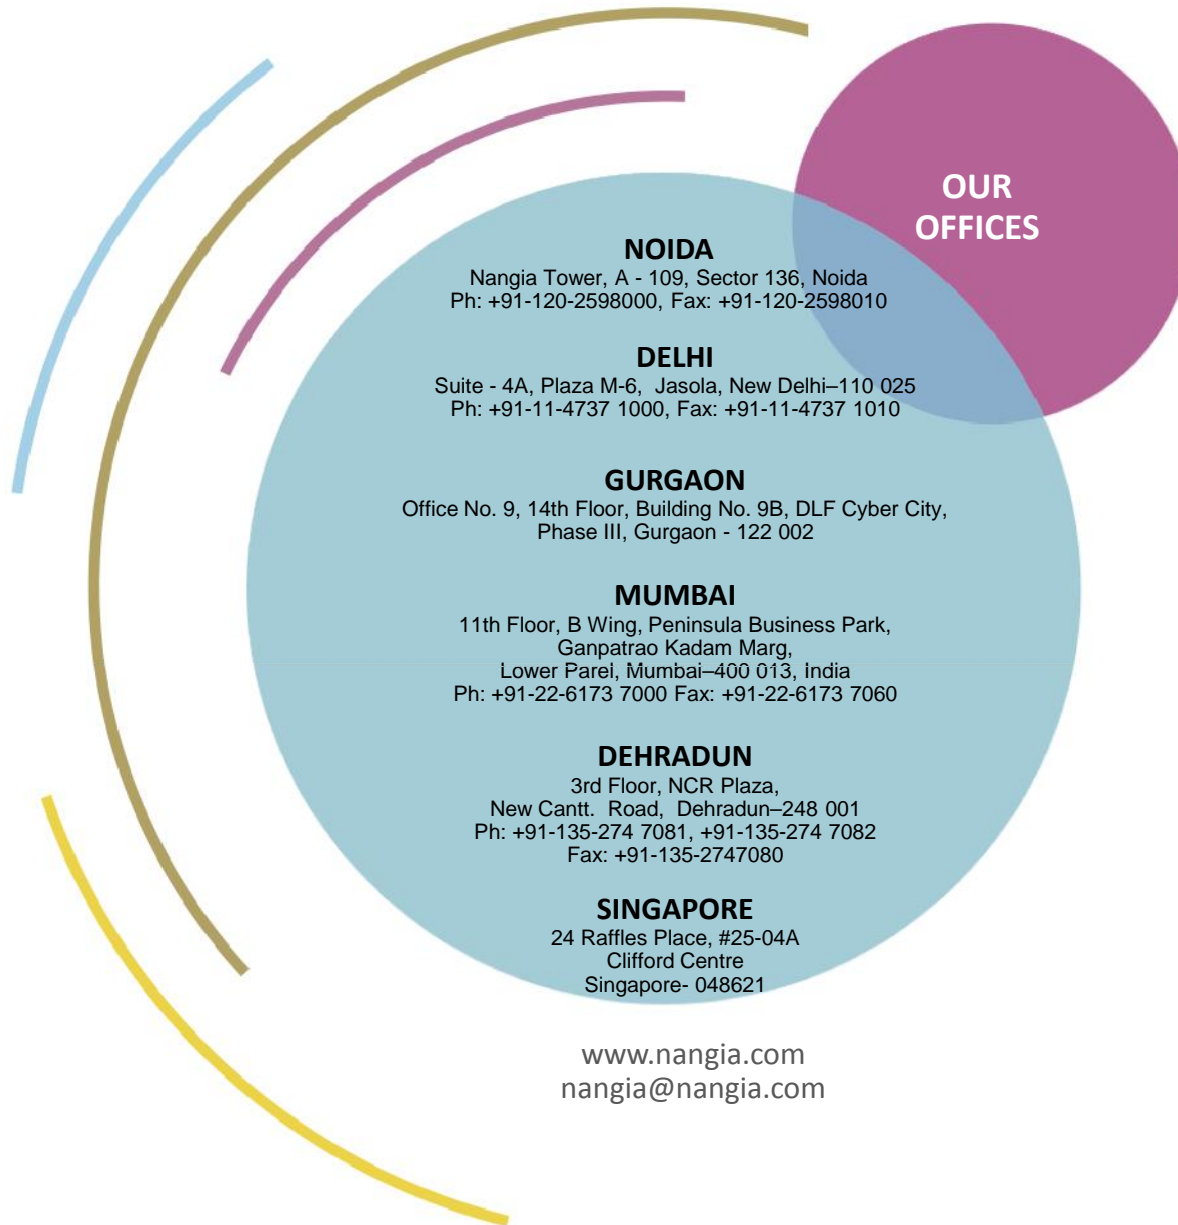 OUR
OFFICES
NOIDA
Nangia Tower, A - 109, Sector 136, Noida
Ph: +91-120-2598000, Fax: +91-120-2598010
DELHI
Suite - 4A, Plaza M-6, Jasola, New Delhi–110 025
Ph: +91-11-4737 1000, Fax: +91-11-4737 1010
GURGAON
Office No. 9, 14th Floor, Building No. 9B, DLF Cyber City,
Phase III, Gurgaon - 122 002
MUMBAI
11th Floor, B Wing, Peninsula Business Park,
Ganpatrao Kadam Marg,
Lower Parel, Mumbai–400 013, India
Ph: +91-22-6173 7000 Fax: +91-22-6173 7060
DEHRADUN
3rd Floor, NCR Plaza,
New Cantt. Road, Dehradun–248 001
Ph: +91-135-274 7081, +91-135-274 7082
Fax: +91-135-2747080
SINGAPORE
24 Raffles Place, #25-04A
Clifford Centre
Singapore- 048621
www.nangia.com
nangia@nangia.com